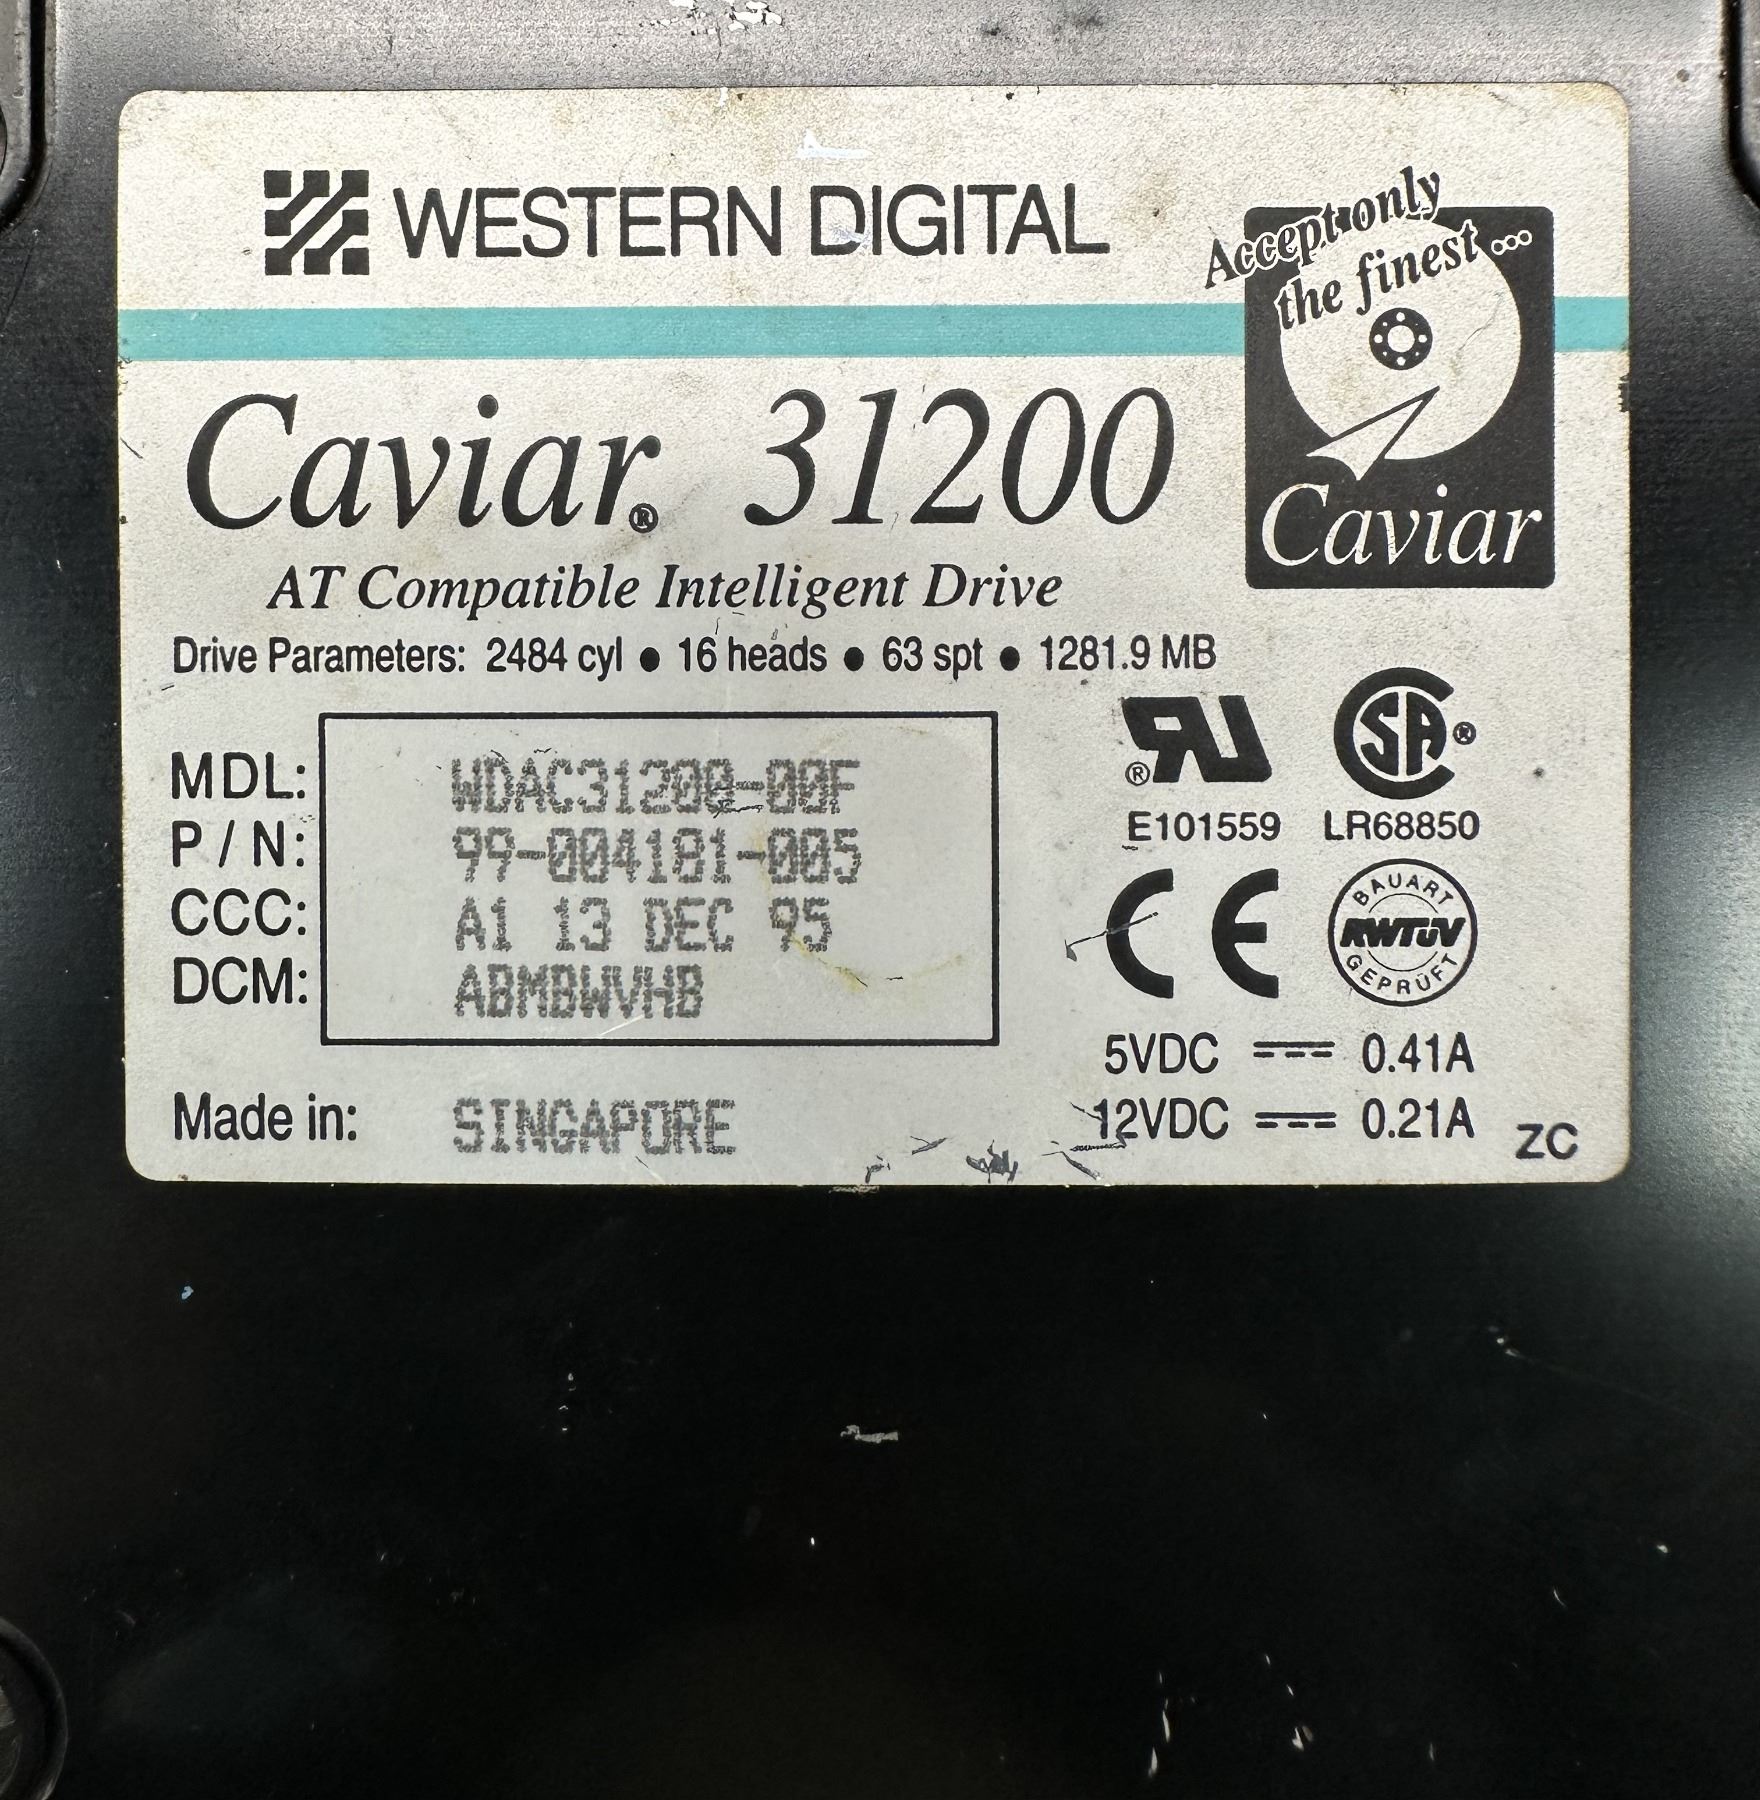 WESTERN DIGITAL
Accept only
the finest ...
Caviar® 31200
Caviar
AT Compatible Intelligent Drive
Drive Parameters: 2484 cyl • 16 heads • 63 spt • 1281.9 MB
MDL: WDAC31200-00F
P / N: 99-004181-005
CCC: A1 13 DEC 95
DCM: ABMBWVHB
Made in: SINGAPORE
®
SA®
E101559 LR68850
CE
BAUART
RWTÜV
GEPRÜFT
5VDC 0.41A
12VDC 0.21A
ZC